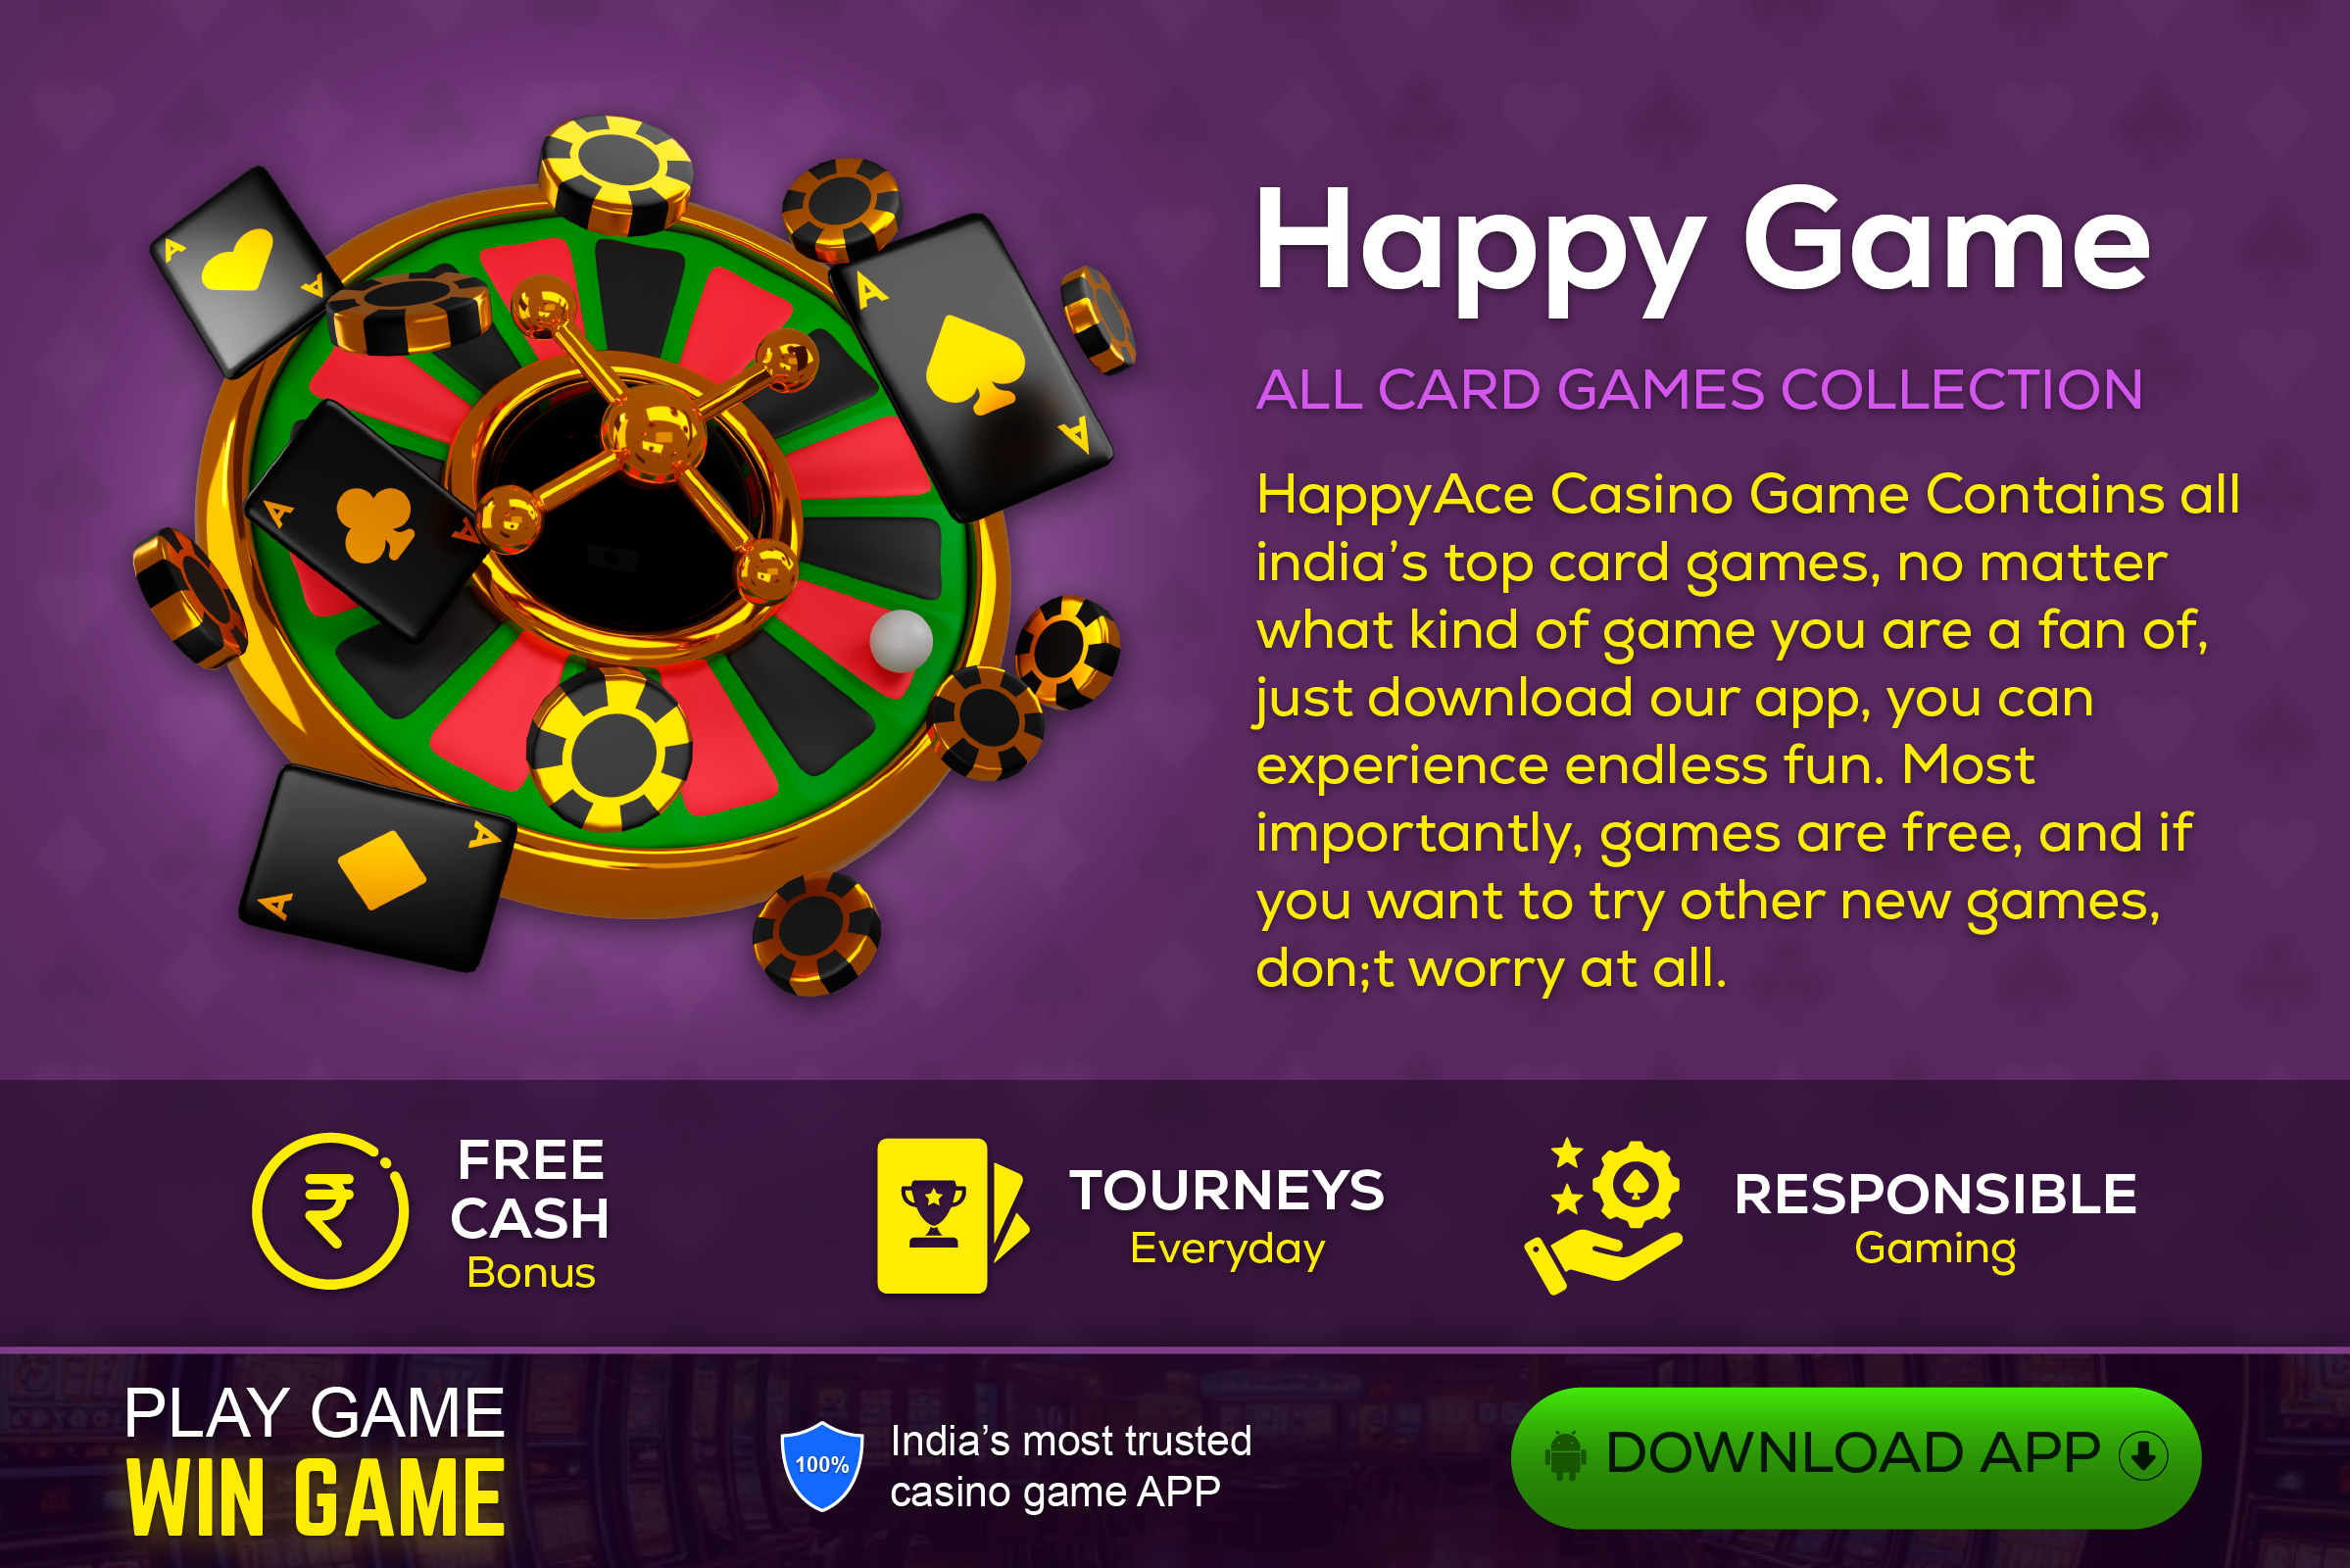 Happy Game
ALL CARD GAMES COLLECTION
HappyAce Casino Game Contains all
india’s top card games, no matter
what kind of game you are a fan of,
just download our app, you can
experience endless fun. Most
importantly, games are free, and if
you want to try other new games,
don;t worry at all.
A
A
A
A
A
A
A
A
₹
FREE
CASH
Bonus
TOURNEYS
Everyday
RESPONSIBLE
Gaming
PLAY GAME
WIN GAME
100%
India’s most trusted
casino game APP
DOWNLOAD APP